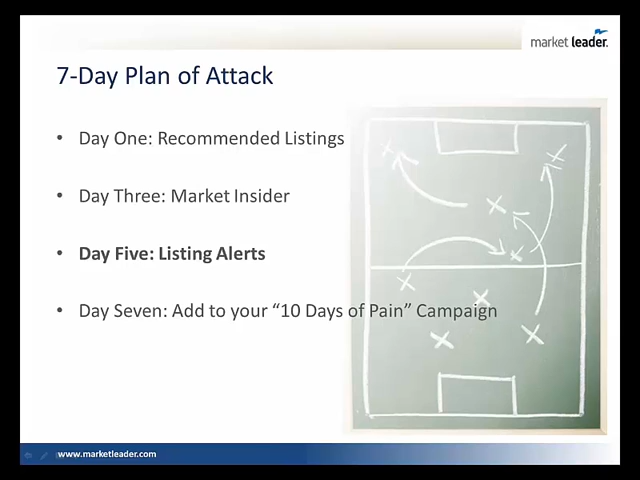 market leader.
7-Day Plan of Attack
• Day One: Recommended Listings
• Day Three: Market Insider
• Day Five: Listing Alerts
• Day Seven: Add to your “10 Days of Pain” Campaign
www.marketleader.com